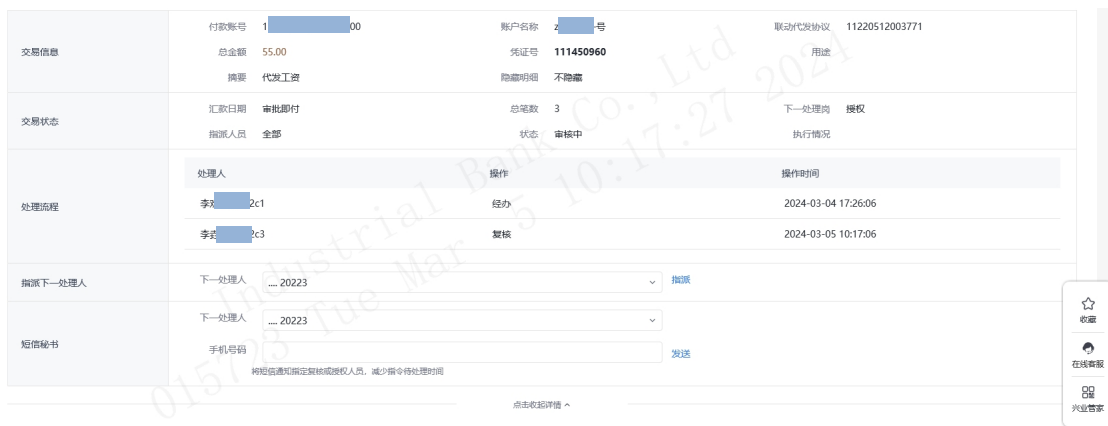 付款账号 1 00 账户名称 z 号 联动代发协议 11220512003771
交易信息 总金额 55.00 凭证号 111450960 用途
摘要 代发工资 隐藏明细 不隐藏
汇款日期 审批即付 总笔数 3 下一处理岗 授权
交易状态
指派人员 全部 状态 审核中 执行情况
处理人 操作 操作时间
处理流程 李 2c1 经办 2024-03-04 17:26:06
李 2c3 复核 2024-03-05 10:17:06
指派下一处理人 下一处理人 .... 20223 指派
下一处理人 .... 20223
短信秘书 手机号码 发送
将短信通知指定复核或授权人员，减少指令待处理时间
点击收起详情
收藏
在线客服
兴业管家
Industrial Bank Co.,Ltd
015723 Tue Mar 5 10:17:27 2024